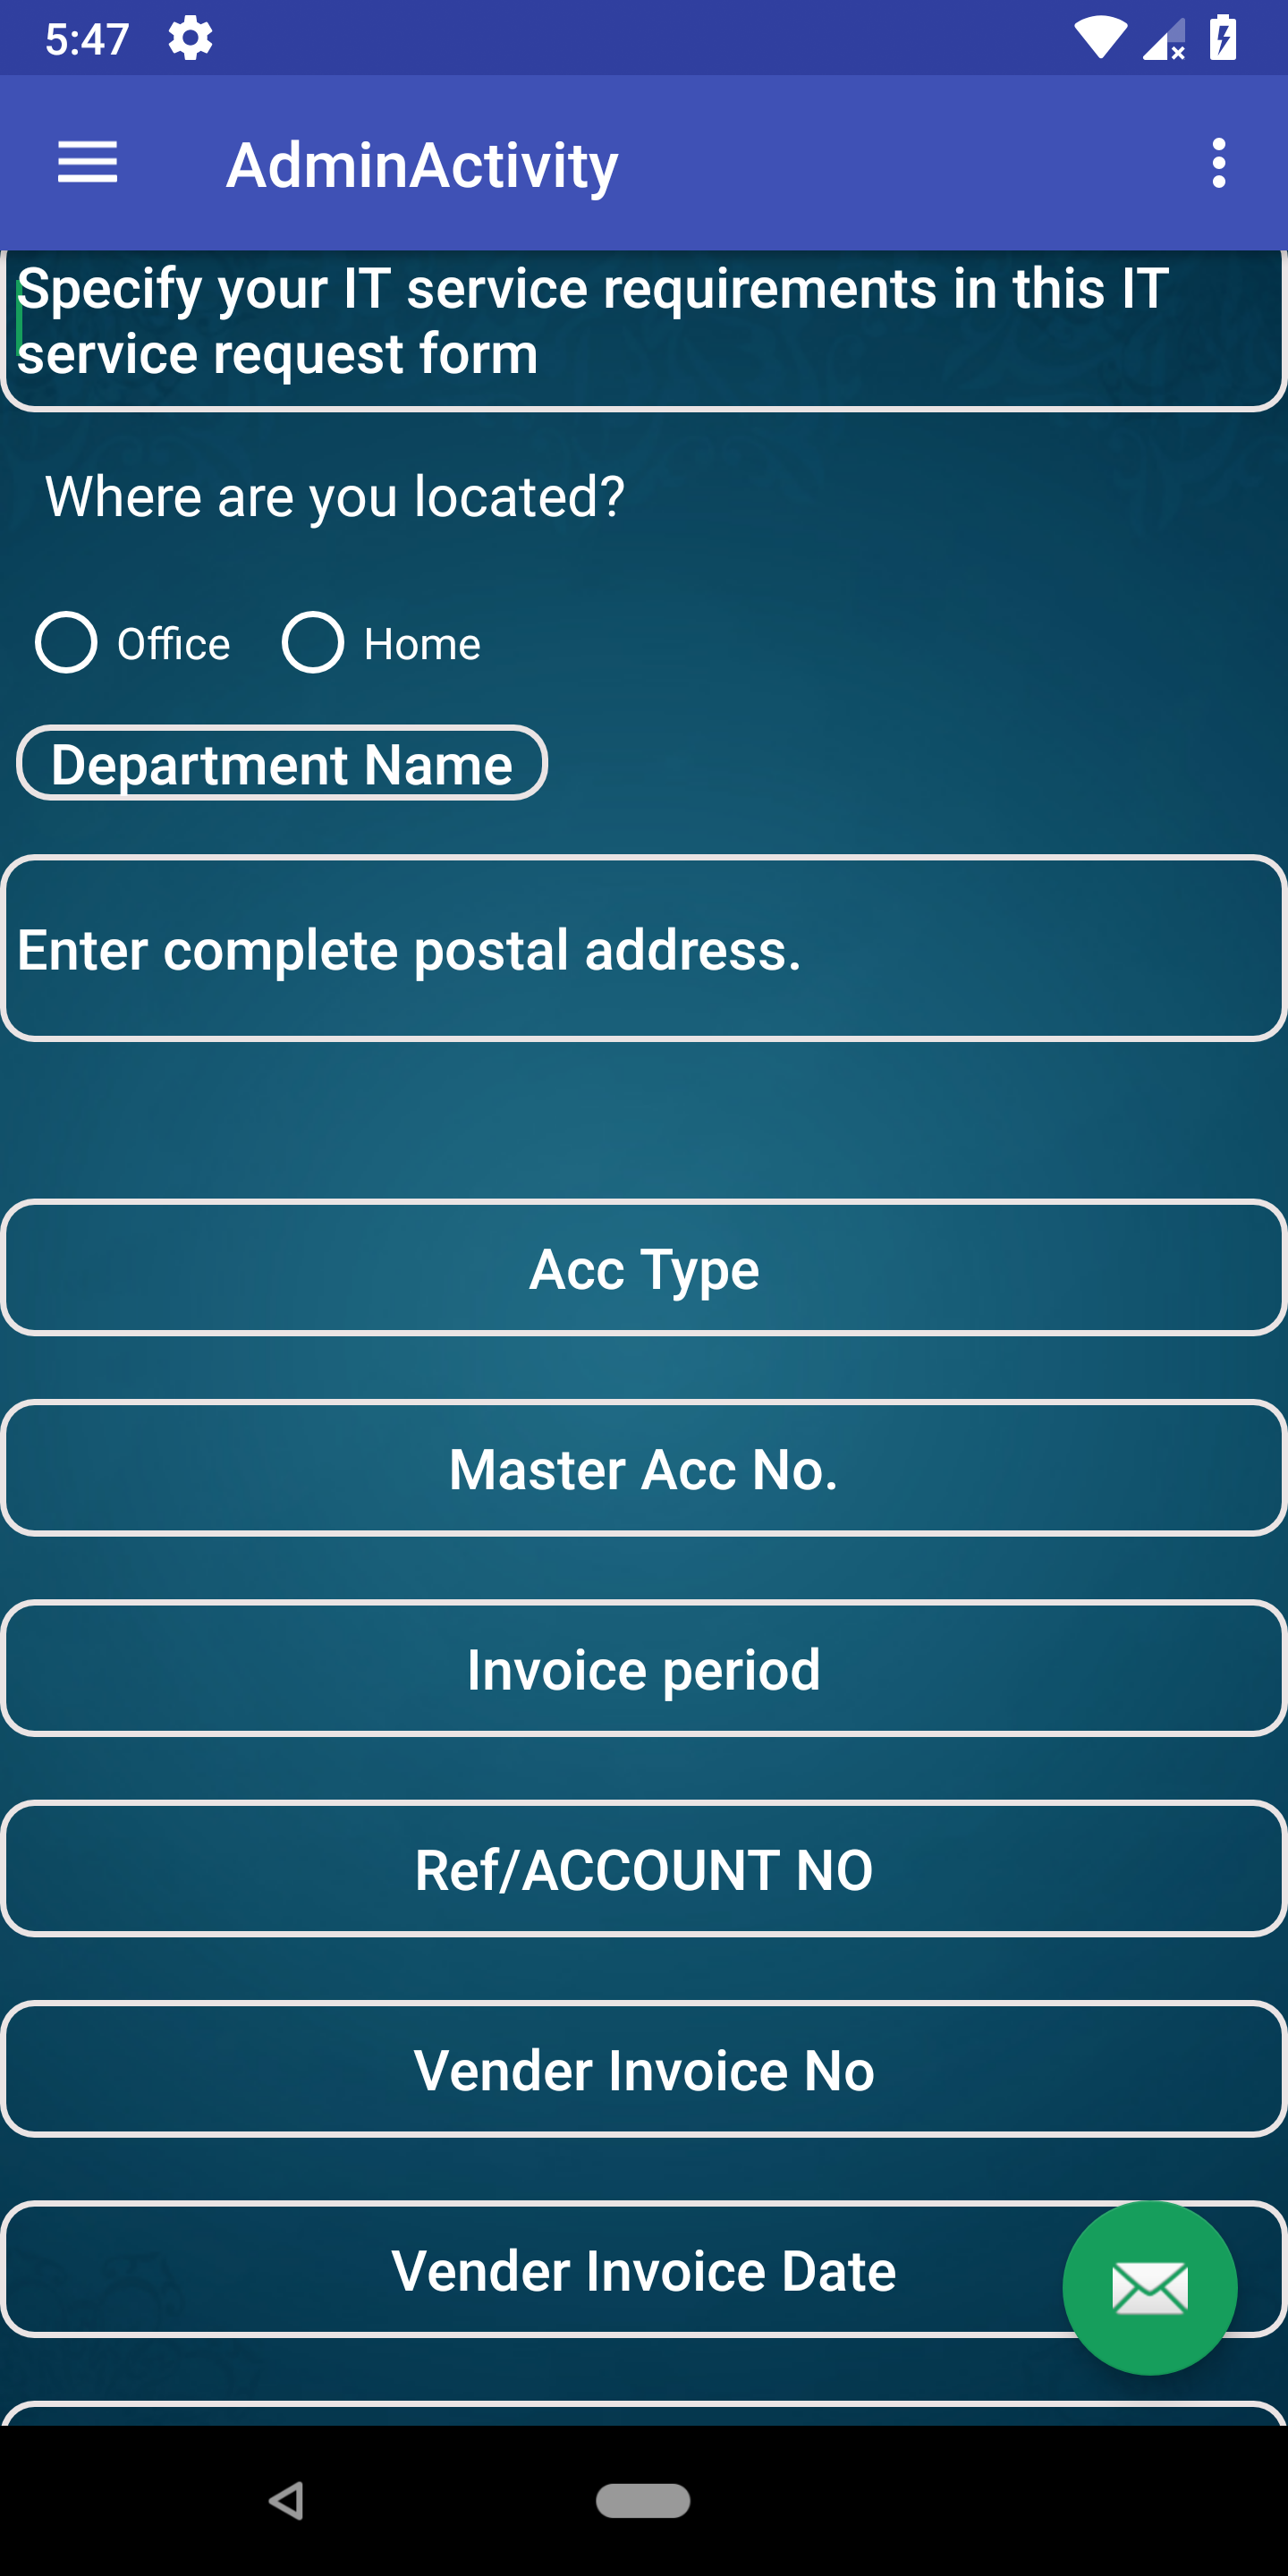 5:47
AdminActivity
Specify your IT service requirements in this IT
service request form
Where are you located?
Office Home
Department Name
Enter complete postal address.
Acc Type
Master Acc No.
Invoice period
Ref/ACCOUNT NO
Vender Invoice No
Vender Invoice Date